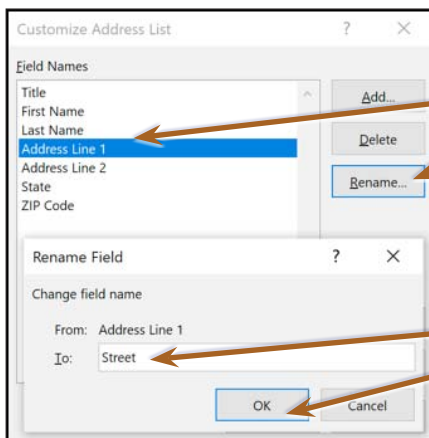 Customize Address List ? ×
Field Names
Title
First Name
Last Name
Address Line 1
Address Line 2
State
ZIP Code
Add...
Delete
Rename...
Rename Field ? ×
Change field name
From: Address Line 1
To: Street
OK
Cancel